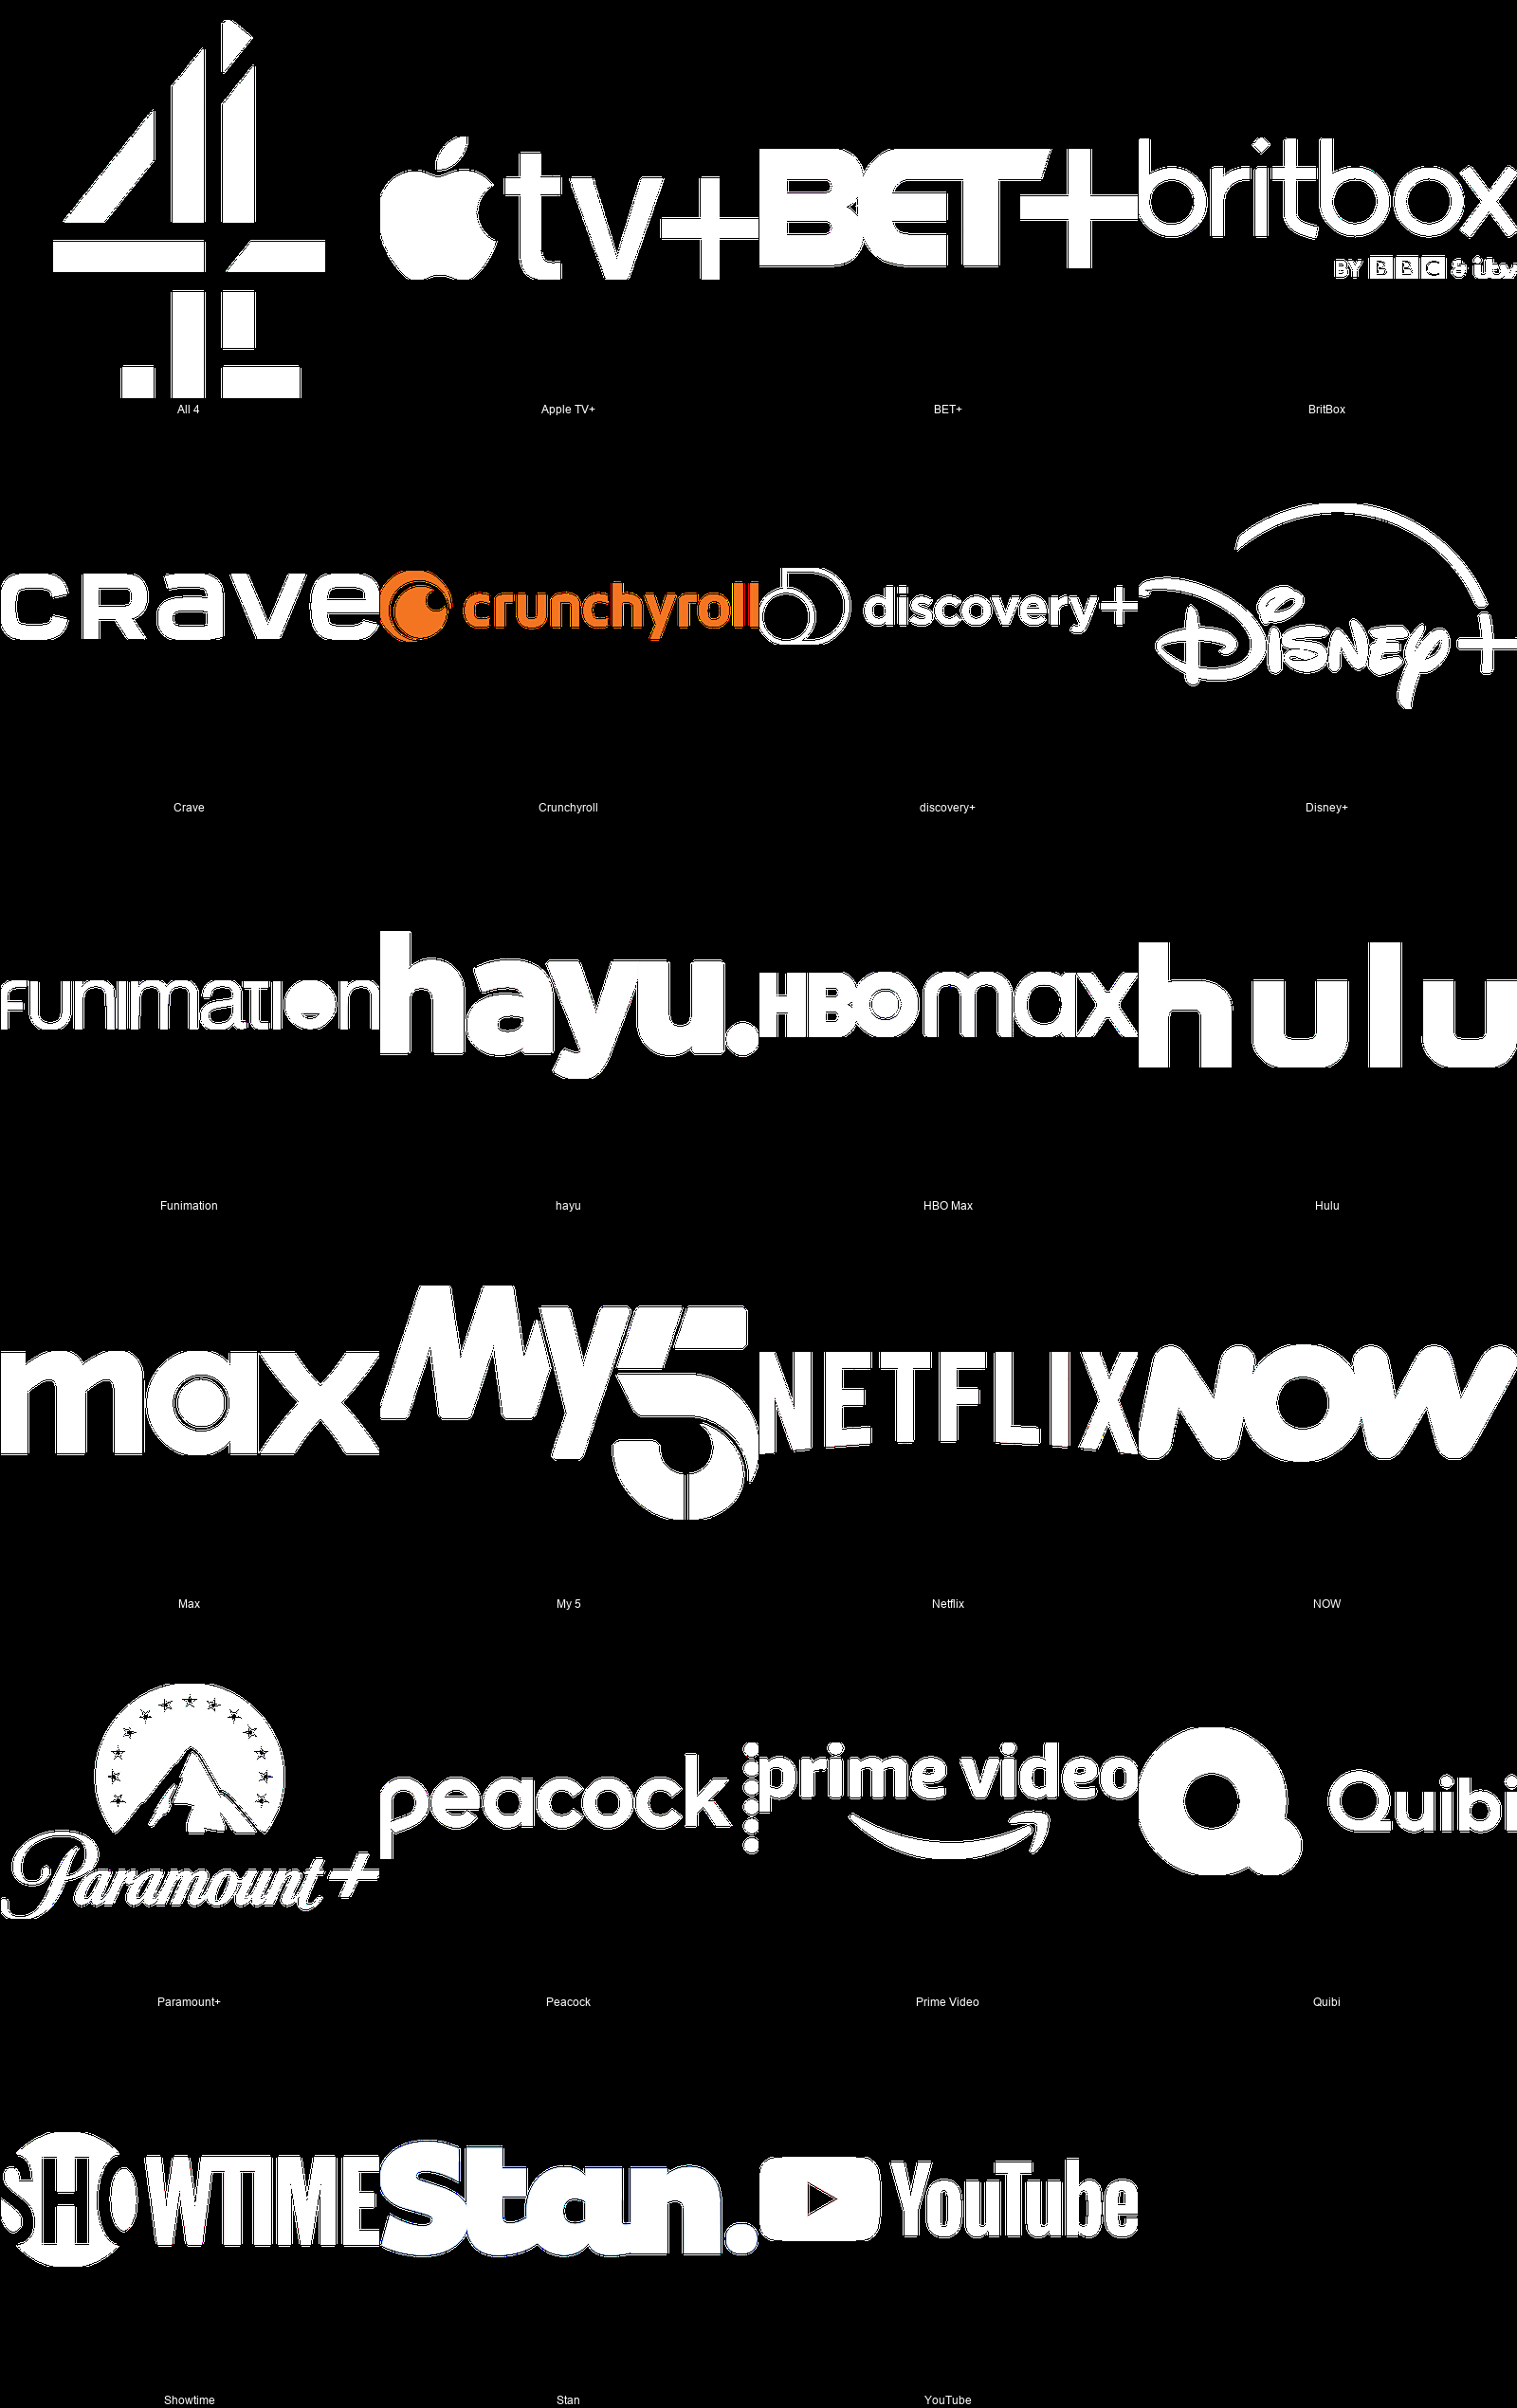 4
tv+
BET+
britbox
BY BBC & itv
All 4
Apple TV+
BET+
BritBox
crave
crunchyroll
discovery+
Disney+
Crave
Crunchyroll
discovery+
Disney+
Funimation
hayu.
HBOmax
hulu
Funimation
hayu
HBO Max
Hulu
max
My5
NETFLIX
NOW
Max
My 5
Netflix
NOW
Paramount+
peacock
prime video
Quibi
Paramount+
Peacock
Prime Video
Quibi
SHOWTIME
Stan.
YouTube
Showtime
Stan
YouTube